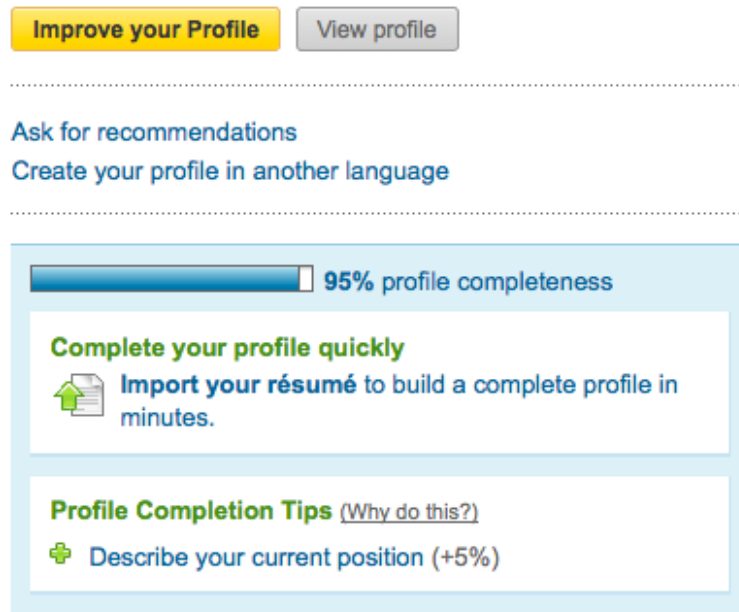 Improve your Profile
View profile
Ask for recommendations
Create your profile in another language
95% profile completeness
Complete your profile quickly
Import your résumé to build a complete profile in
minutes.
Profile Completion Tips (Why do this?)
Describe your current position (+5%)